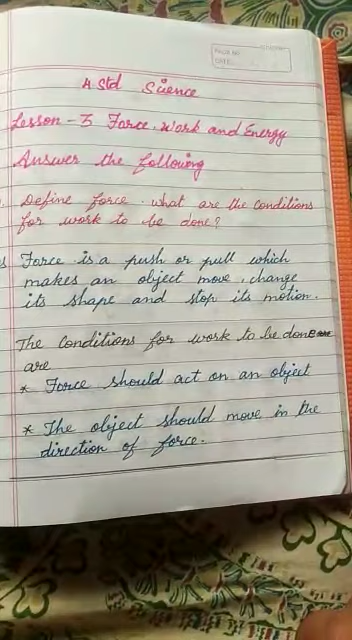 PAGE NO.
DATE:
4 Std Science
Lesson - 3 Force, Work and Energy
Answer the following
Define force. what are the conditions
for work to be done?
Force is a push or pull which
makes an object move, change
its shape and stop its motion.
The conditions for work to be done
are
* Force should act on an object
* The object should move in the
direction of force.